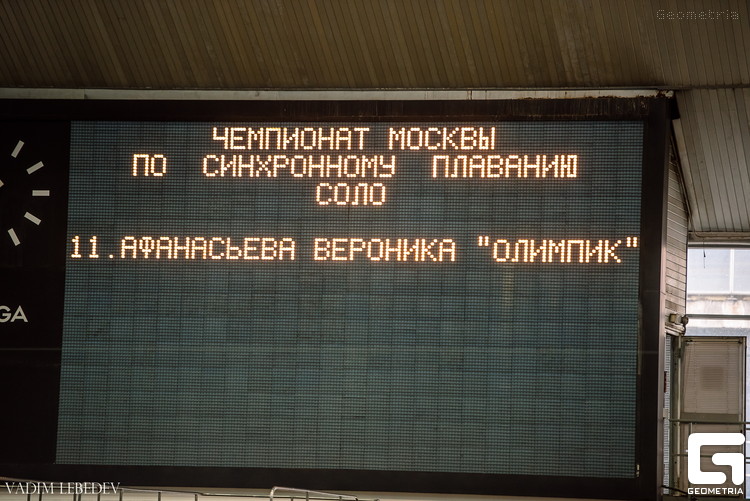 Geometria
ЧЕМПИОНАТ МОСКВЫ
ПО СИНХРОННОМУ ПЛАВАНИЮ
СОЛО
11.АФАНАСЬЕВА ВЕРОНИКА "ОЛИМПИК"
GA
VADIM LEBEDEV
GEOMETRIA